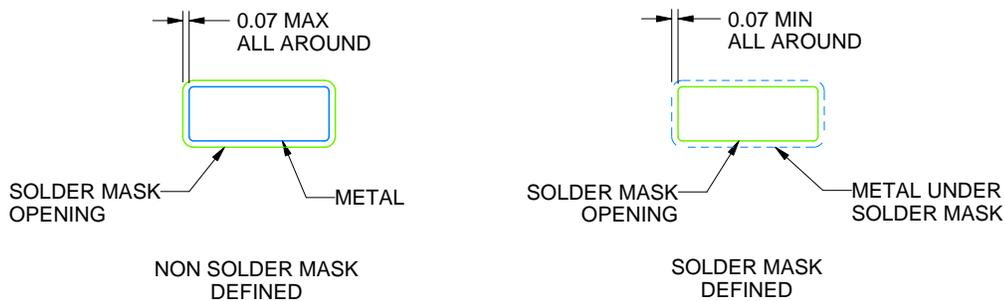 0.07 MAX
ALL AROUND
SOLDER MASK
OPENING
METAL
NON SOLDER MASK
DEFINED
0.07 MIN
ALL AROUND
SOLDER MASK
OPENING
METAL UNDER
SOLDER MASK
SOLDER MASK
DEFINED